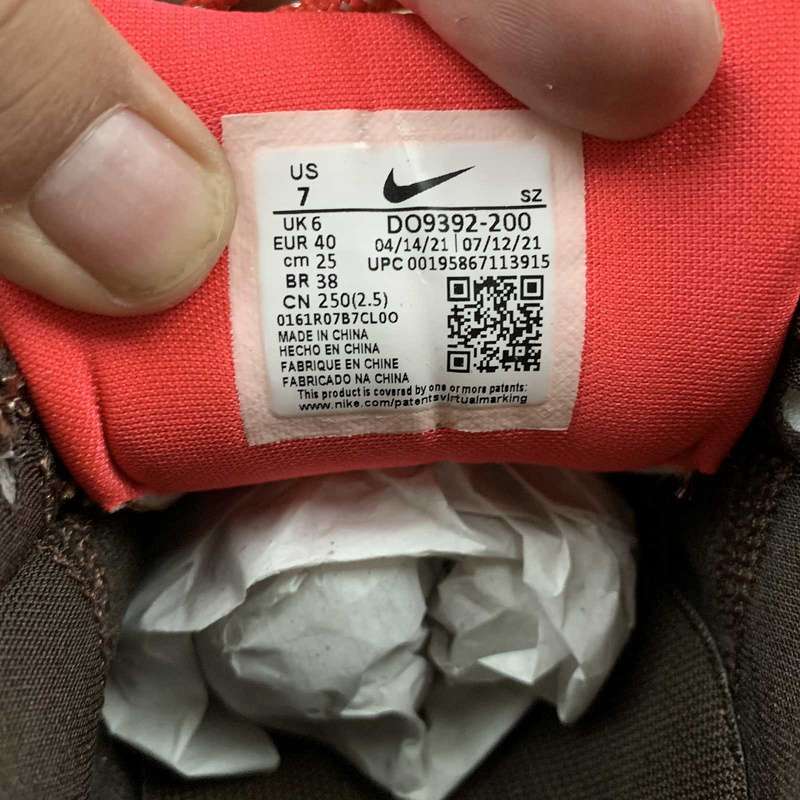 US
7
SZ
UK 6
DO9392-200
EUR 40
04/14/21 | 07/12/21
cm 25
UPC 00195867113915
BR 38
CN 250(2.5)
0161R07B7CL0O
MADE IN CHINA
HECHO EN CHINA
FABRIQUE EN CHINE
FABRICADO NA CHINA
This product is covered by one or more patents:
www.nike.com/patentsvirtualmarking